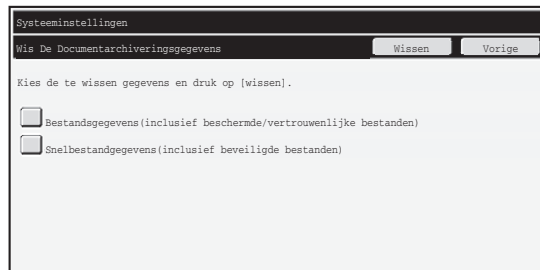 Systeeminstellingen
Wis De Documentarchiveringsgegevens Wissen Vorige
Kies de te wissen gegevens en druk op [wissen].
Bestandsgegevens(inclusief beschermde/vertrouwenlijke bestanden)
Snelbestandgegevens(inclusief beveiligde bestanden)